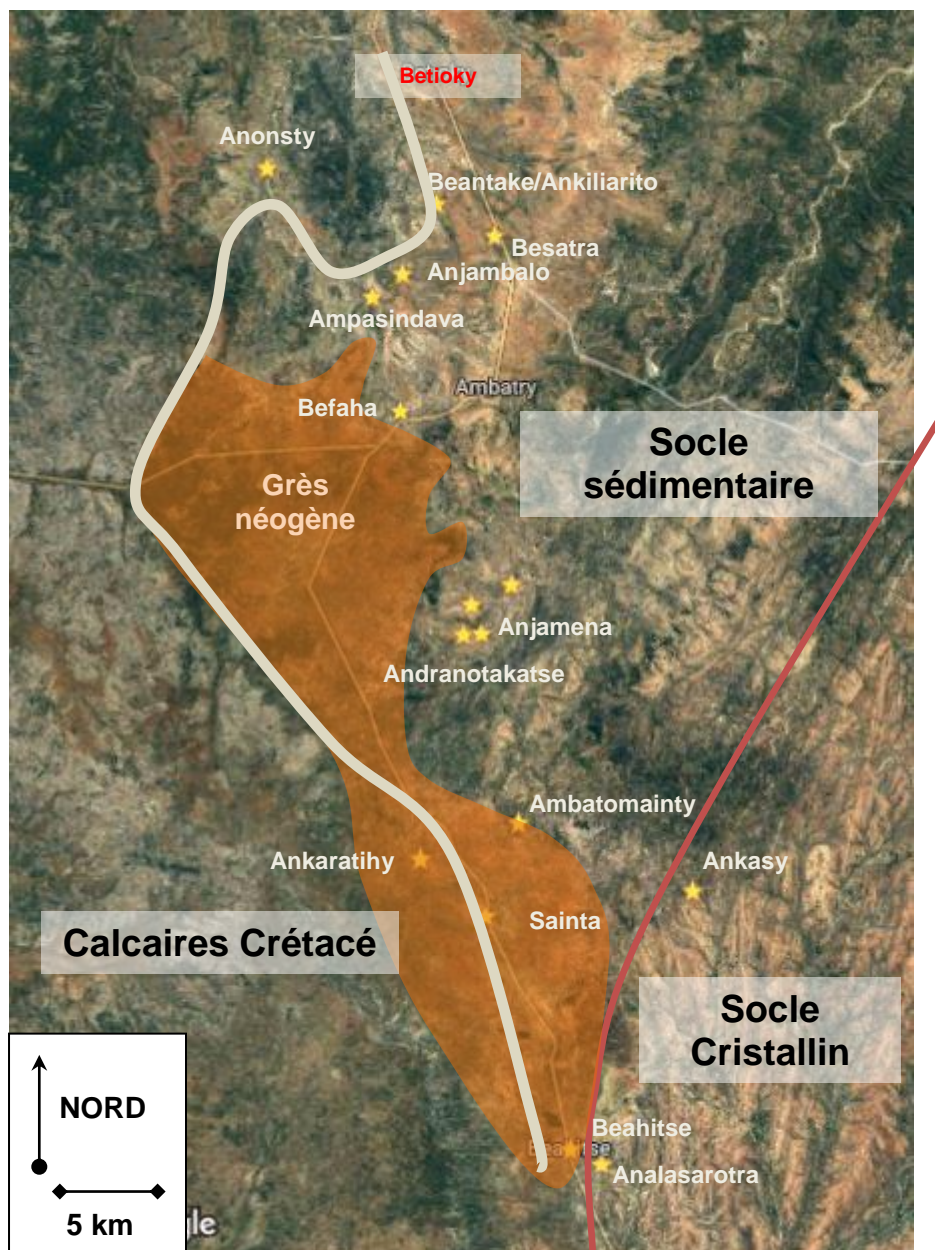 Betioky
Anonsty
Beantake/Ankiliarito
Besatra
Anjambalo
Ampasindava
Ambatry
Befaha
Socle
sédimentaire
Grès
néogène
Anjamena
Andranotakatse
Ambatomainty
Ankaratihy
Ankasy
Sainta
Calcaires Crétacé
Socle
Cristallin
NORD
Beahitse
Analasarotra
5 km
gle